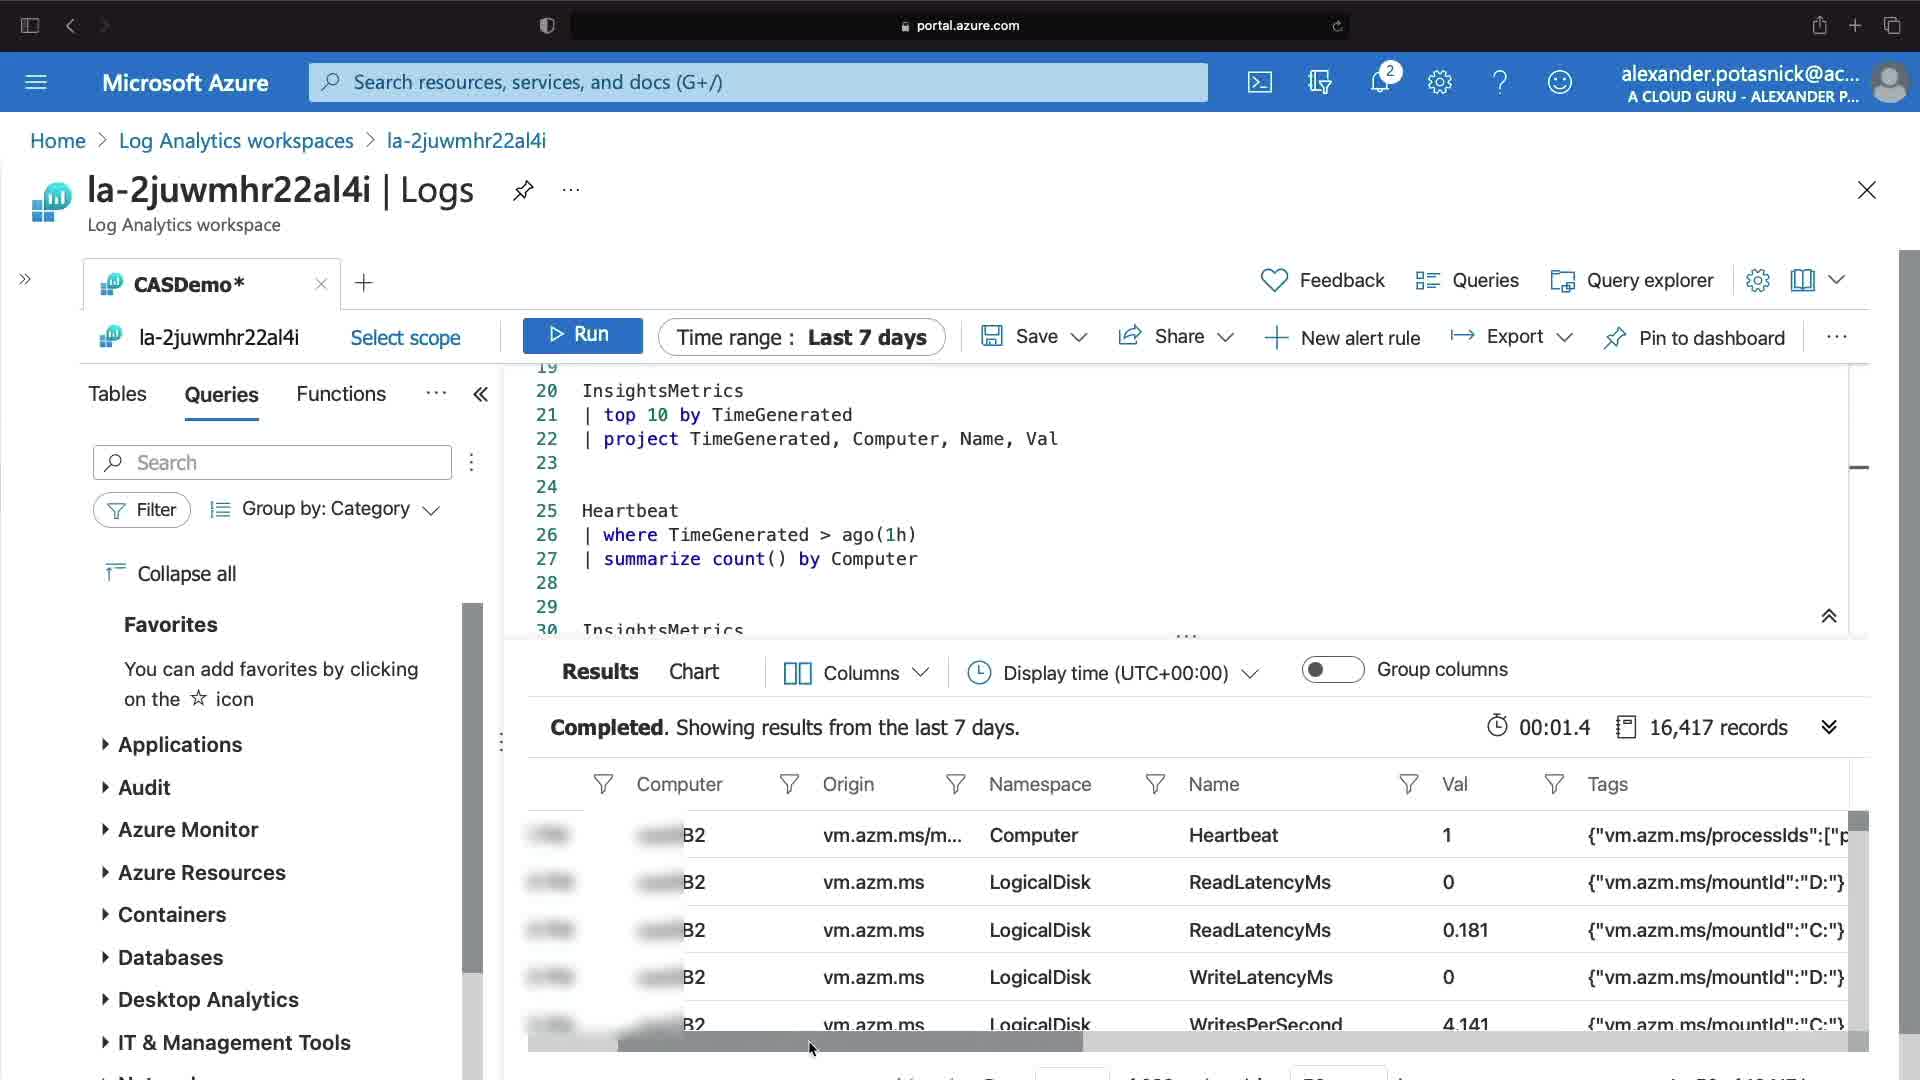 portal.azure.com
Microsoft Azure
Search resources, services, and docs (G+/)
2
alexander.potasnick@ac...
A CLOUD GURU - ALEXANDER P...
Home > Log Analytics workspaces > la-2juwmhr22al4i
la-2juwmhr22al4i | Logs
Log Analytics workspace
CASDemo*
Feedback
Queries
Query explorer
la-2juwmhr22al4i
Select scope
Run
Time range : Last 7 days
Save
Share
New alert rule
Export
Pin to dashboard
Tables
Queries
Functions
Search
Filter
Group by: Category
Collapse all
Favorites
You can add favorites by clicking
on the ☆ icon
Applications
Audit
Azure Monitor
Azure Resources
Containers
Databases
Desktop Analytics
IT & Management Tools
19
20 InsightsMetrics
21 | top 10 by TimeGenerated
22 | project TimeGenerated, Computer, Name, Val
23
24
25 Heartbeat
26 | where TimeGenerated > ago(1h)
27 | summarize count() by Computer
28
29
30 InsightsMetrics
Results
Chart
Columns
Display time (UTC+00:00)
Group columns
Completed. Showing results from the last 7 days.
00:01.4
16,417 records
Computer Origin Namespace Name Val Tags
B2 vm.azm.ms/m... Computer Heartbeat 1 {"vm.azm.ms/processIds":["p
B2 vm.azm.ms LogicalDisk ReadLatencyMs 0 {"vm.azm.ms/mountId":"D:"}
B2 vm.azm.ms LogicalDisk ReadLatencyMs 0.181 {"vm.azm.ms/mountId":"C:"}
B2 vm.azm.ms LogicalDisk WriteLatencyMs 0 {"vm.azm.ms/mountId":"D:"}
B2 vm.azm.ms LogicalDisk WritesPerSecond 4.141 {"vm.azm.ms/mountId":"C:"}